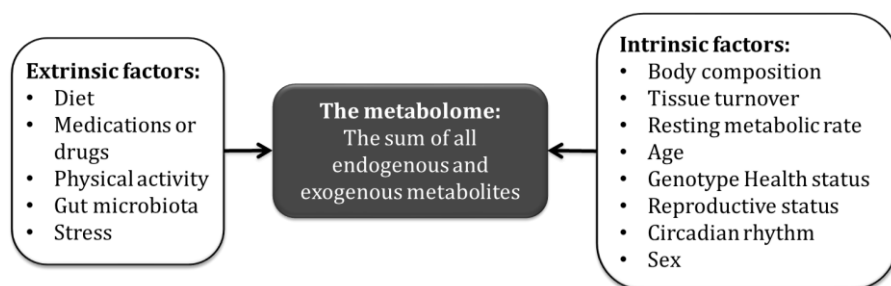 Extrinsic factors:
• Diet
• Medications or
drugs
• Physical activity
• Gut microbiota
• Stress
The metabolome:
The sum of all
endogenous and
exogenous metabolites
Intrinsic factors:
• Body composition
• Tissue turnover
• Resting metabolic rate
• Age
• Genotype Health status
• Reproductive status
• Circadian rhythm
• Sex